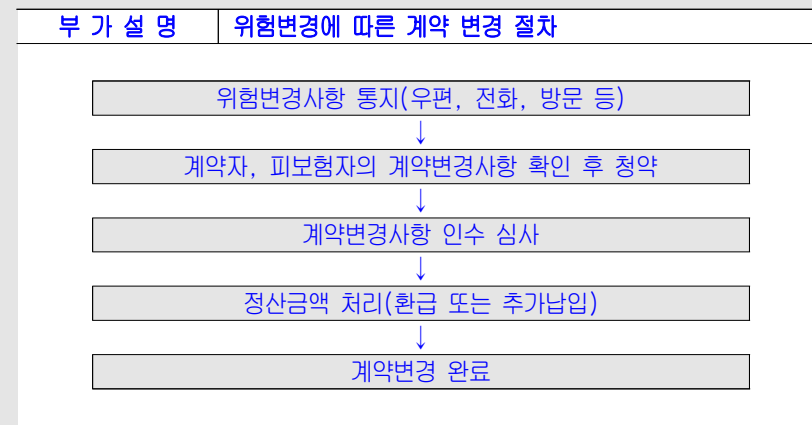 부 가 설 명 위험변경에 따른 계약 변경 절차
위험변경사항 통지(우편, 전화, 방문 등)
↓
계약자, 피보험자의 계약변경사항 확인 후 청약
↓
계약변경사항 인수 심사
↓
정산금액 처리(환급 또는 추가납입)
↓
계약변경 완료